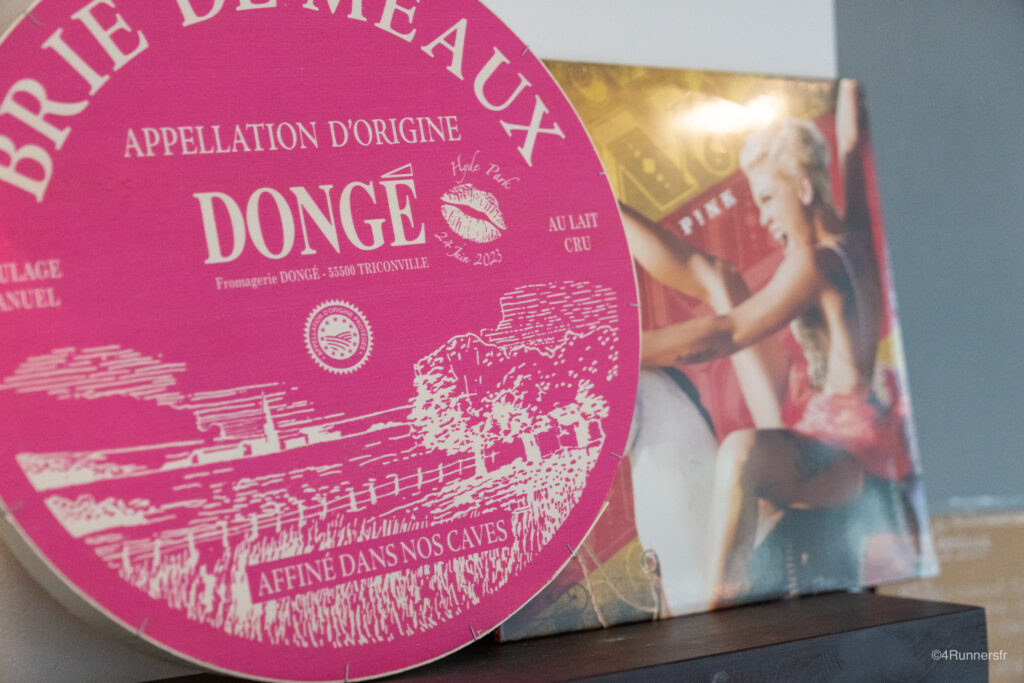 BRIE DE MEAUX
APPELLATION D'ORIGINE
DONGÉ
Hyde Park
24 Juin 2023
AU LAIT
CRU
Fromagerie DONGÉ - 55500 TRICONVILLE
ULAGE
ANUEL
AFFINÉ DANS NOS CAVES
P!NK
©4Runnersfr